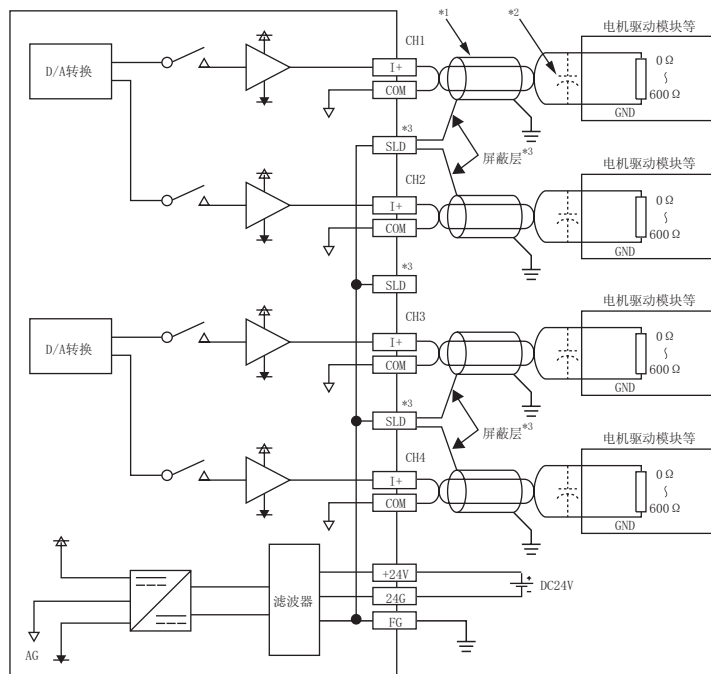 CH1
*1
*2
电机驱动模块等
D/A转换
I+
COM
0Ω
～
600Ω
GND
*3
SLD
屏蔽层*3
CH2
电机驱动模块等
I+
COM
0Ω
～
600Ω
GND
*3
SLD
CH3
电机驱动模块等
D/A转换
I+
COM
0Ω
～
600Ω
GND
*3
SLD
屏蔽层*3
CH4
电机驱动模块等
I+
COM
0Ω
～
600Ω
GND
滤波器
+24V
24G
FG
DC24V
AG